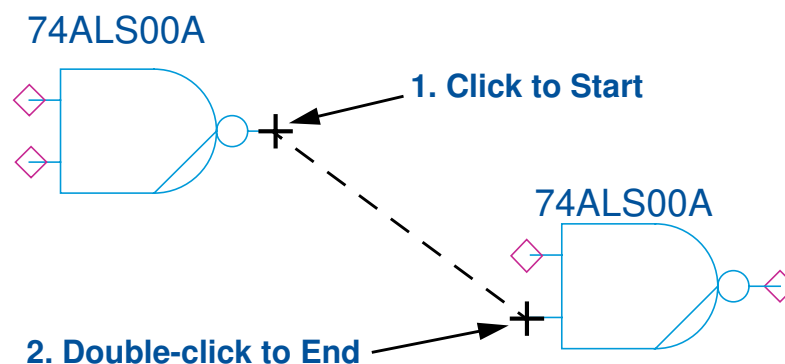 74ALS00A
1. Click to Start
74ALS00A
2. Double-click to End